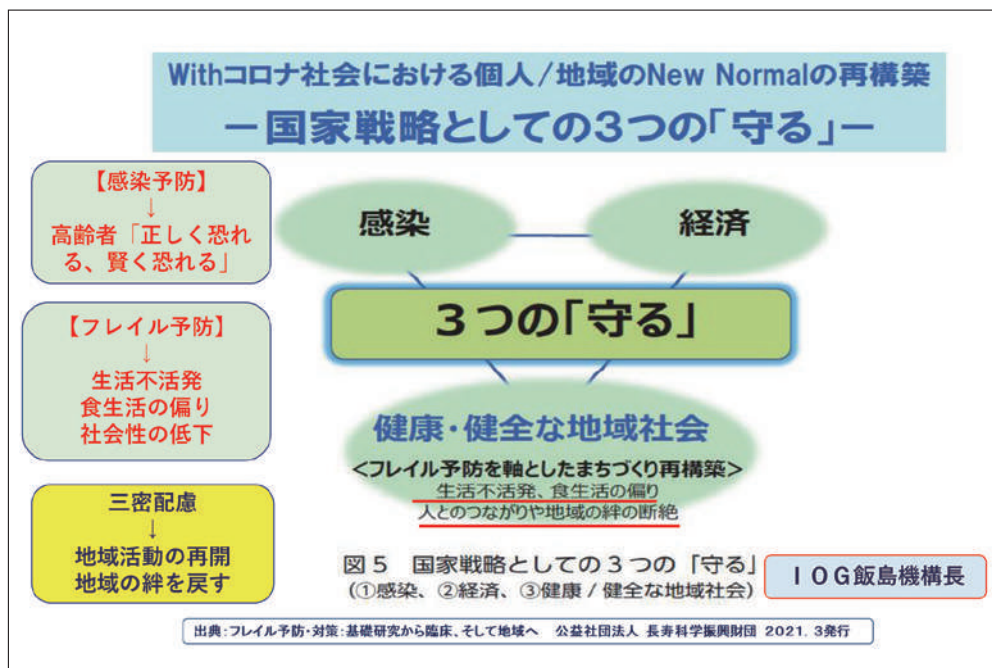 Withコロナ社会における個人/地域のNew Normalの再構築
ー国家戦略としての３つの「守る」ー
【感染予防】
↓
高齢者「正しく恐れ
る、賢く恐れる」
【フレイル予防】
↓
生活不活発
食生活の偏り
社会性の低下
三密配慮
↓
地域活動の再開
地域の絆を戻す
感染
経済
３つの「守る」
健康・健全な地域社会
＜フレイル予防を軸としたまちづくり再構築＞
生活不活発、食生活の偏り
人とのつながりや地域の絆の断絶
図５　国家戦略としての３つの「守る」
(①感染、②経済、③健康 / 健全な地域社会)
ＩＯＧ飯島機構長
出典：フレイル予防・対策：基礎研究から臨床、そして地域へ　公益社団法人 長寿科学振興財団 2021. 3発行